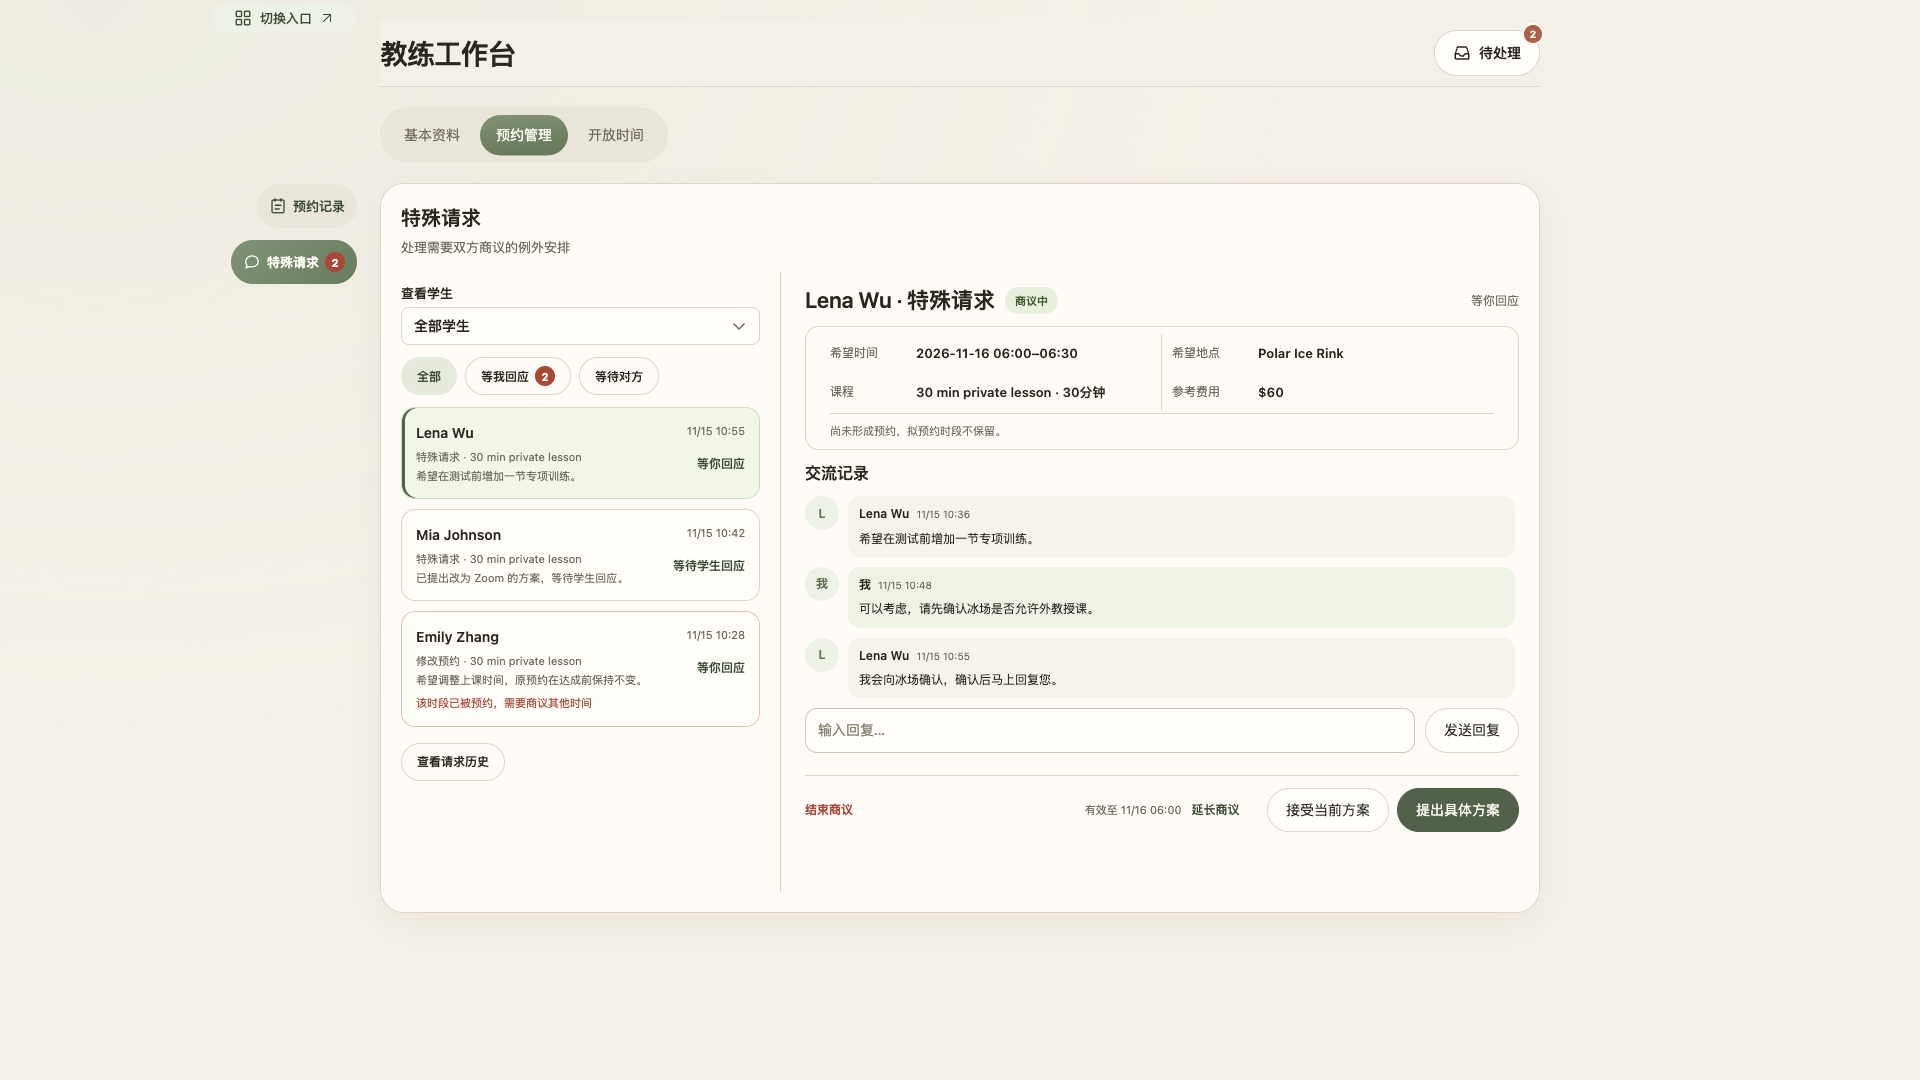 切换入口
教练工作台
待处理 2
基本资料 预约管理 开放时间
预约记录
特殊请求 2
特殊请求
处理需要双方商议的例外安排
查看学生
全部学生
全部 等我回应 2 等待对方
Lena Wu 11/15 10:55
特殊请求 · 30 min private lesson 等你回应
希望在测试前增加一节专项训练。
Mia Johnson 11/15 10:42
特殊请求 · 30 min private lesson 等待学生回应
已提出改为 Zoom 的方案，等待学生回应。
Emily Zhang 11/15 10:28
修改预约 · 30 min private lesson 等你回应
希望调整上课时间，原预约在达成前保持不变。
该时段已被预约，需要商议其他时间
查看请求历史
Lena Wu · 特殊请求 商议中 等你回应
希望时间 2026-11-16 06:00–06:30 希望地点 Polar Ice Rink
课程 30 min private lesson · 30分钟 参考费用 $60
尚未形成预约，拟预约时段不保留。
交流记录
L Lena Wu 11/15 10:36
希望在测试前增加一节专项训练。
我 我 11/15 10:48
可以考虑，请先确认冰场是否允许外教授课。
L Lena Wu 11/15 10:55
我会向冰场确认，确认后马上回复您。
输入回复... 发送回复
结束商议 有效至 11/16 06:00 延长商议 接受当前方案 提出具体方案